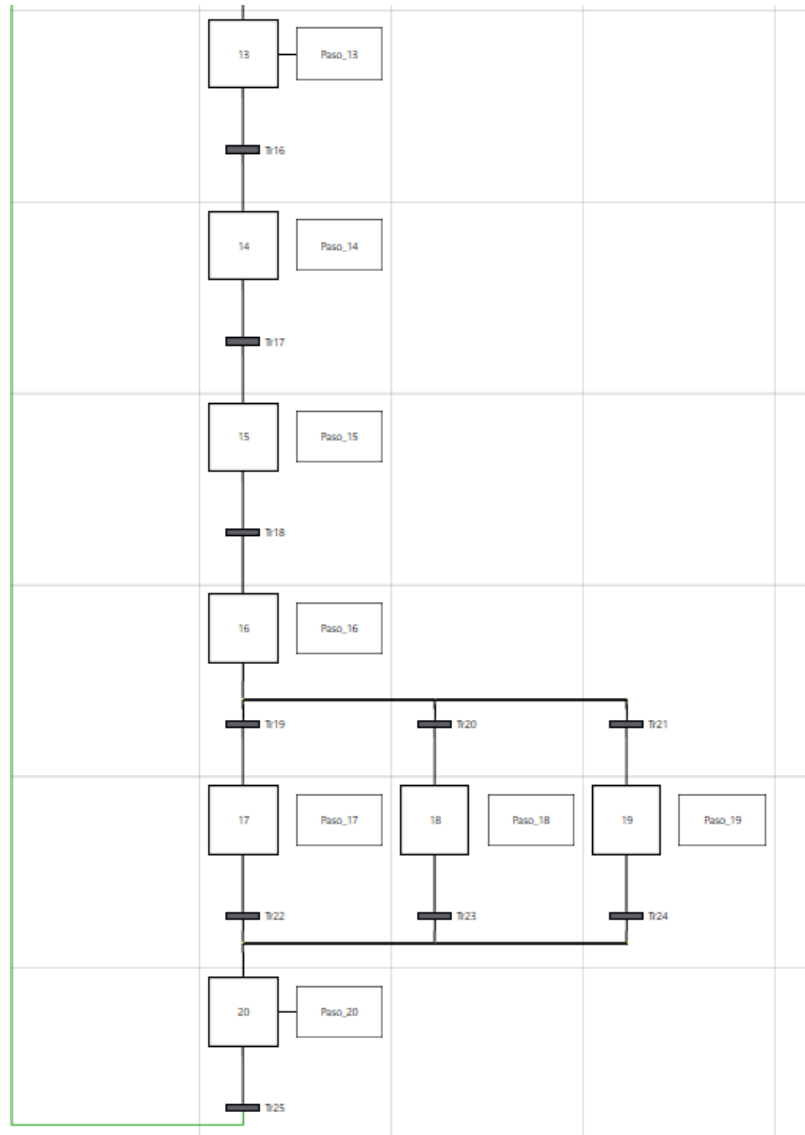 13 Paso_13
Tr16
14 Paso_14
Tr17
15 Paso_15
Tr18
16 Paso_16
Tr19 Tr20 Tr21
17 Paso_17 18 Paso_18 19 Paso_19
Tr22 Tr23 Tr24
20 Paso_20
Tr25